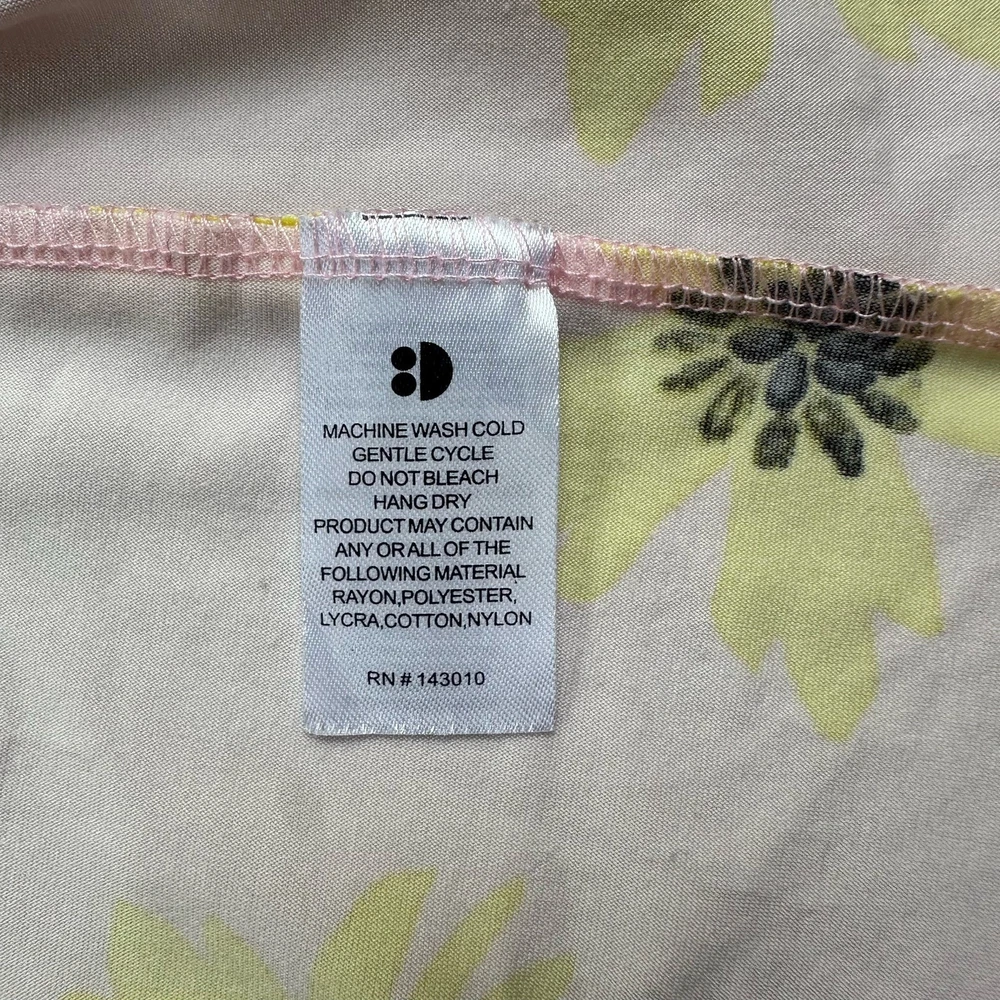 MACHINE WASH COLD
GENTLE CYCLE
DO NOT BLEACH
HANG DRY
PRODUCT MAY CONTAIN
ANY OR ALL OF THE
FOLLOWING MATERIAL
RAYON,POLYESTER,
LYCRA,COTTON,NYLON
RN # 143010